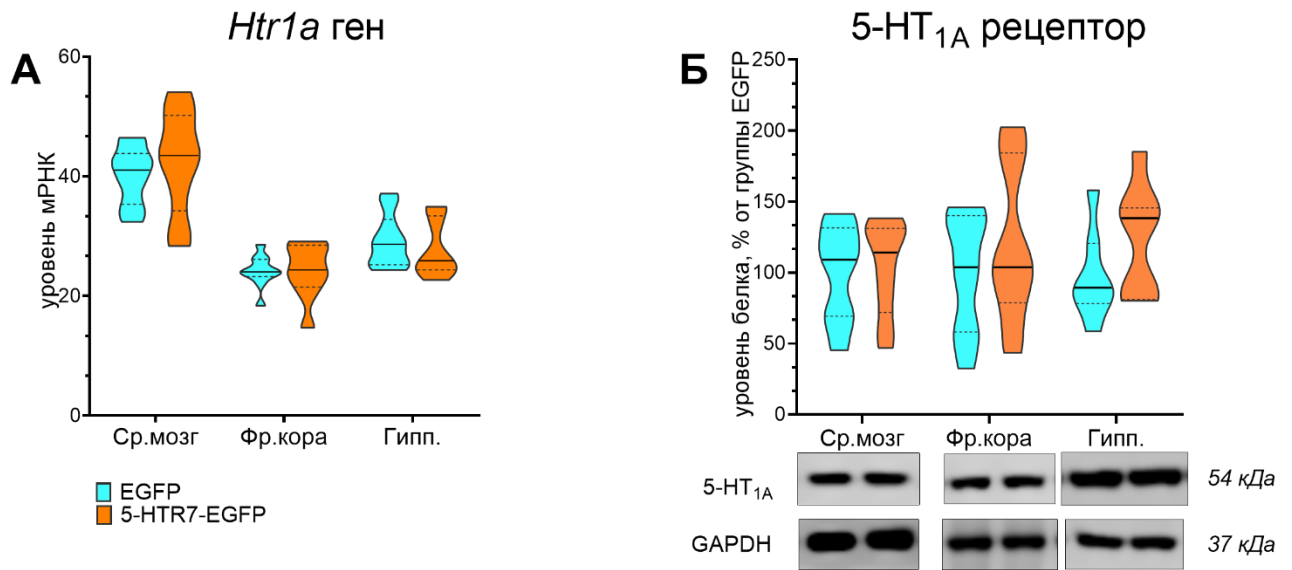 Htr1a ген
А
60
40
20
0
уровень мРНК
Ср.мозг Фр.кора Гипп.
EGFP
5-HTR7-EGFP
5-HT1A рецептор
Б
250
200
150
100
50
0
уровень белка, % от группы EGFP
Ср.мозг Фр.кора Гипп.
5-HT1A 54 кДа
GAPDH 37 кДа